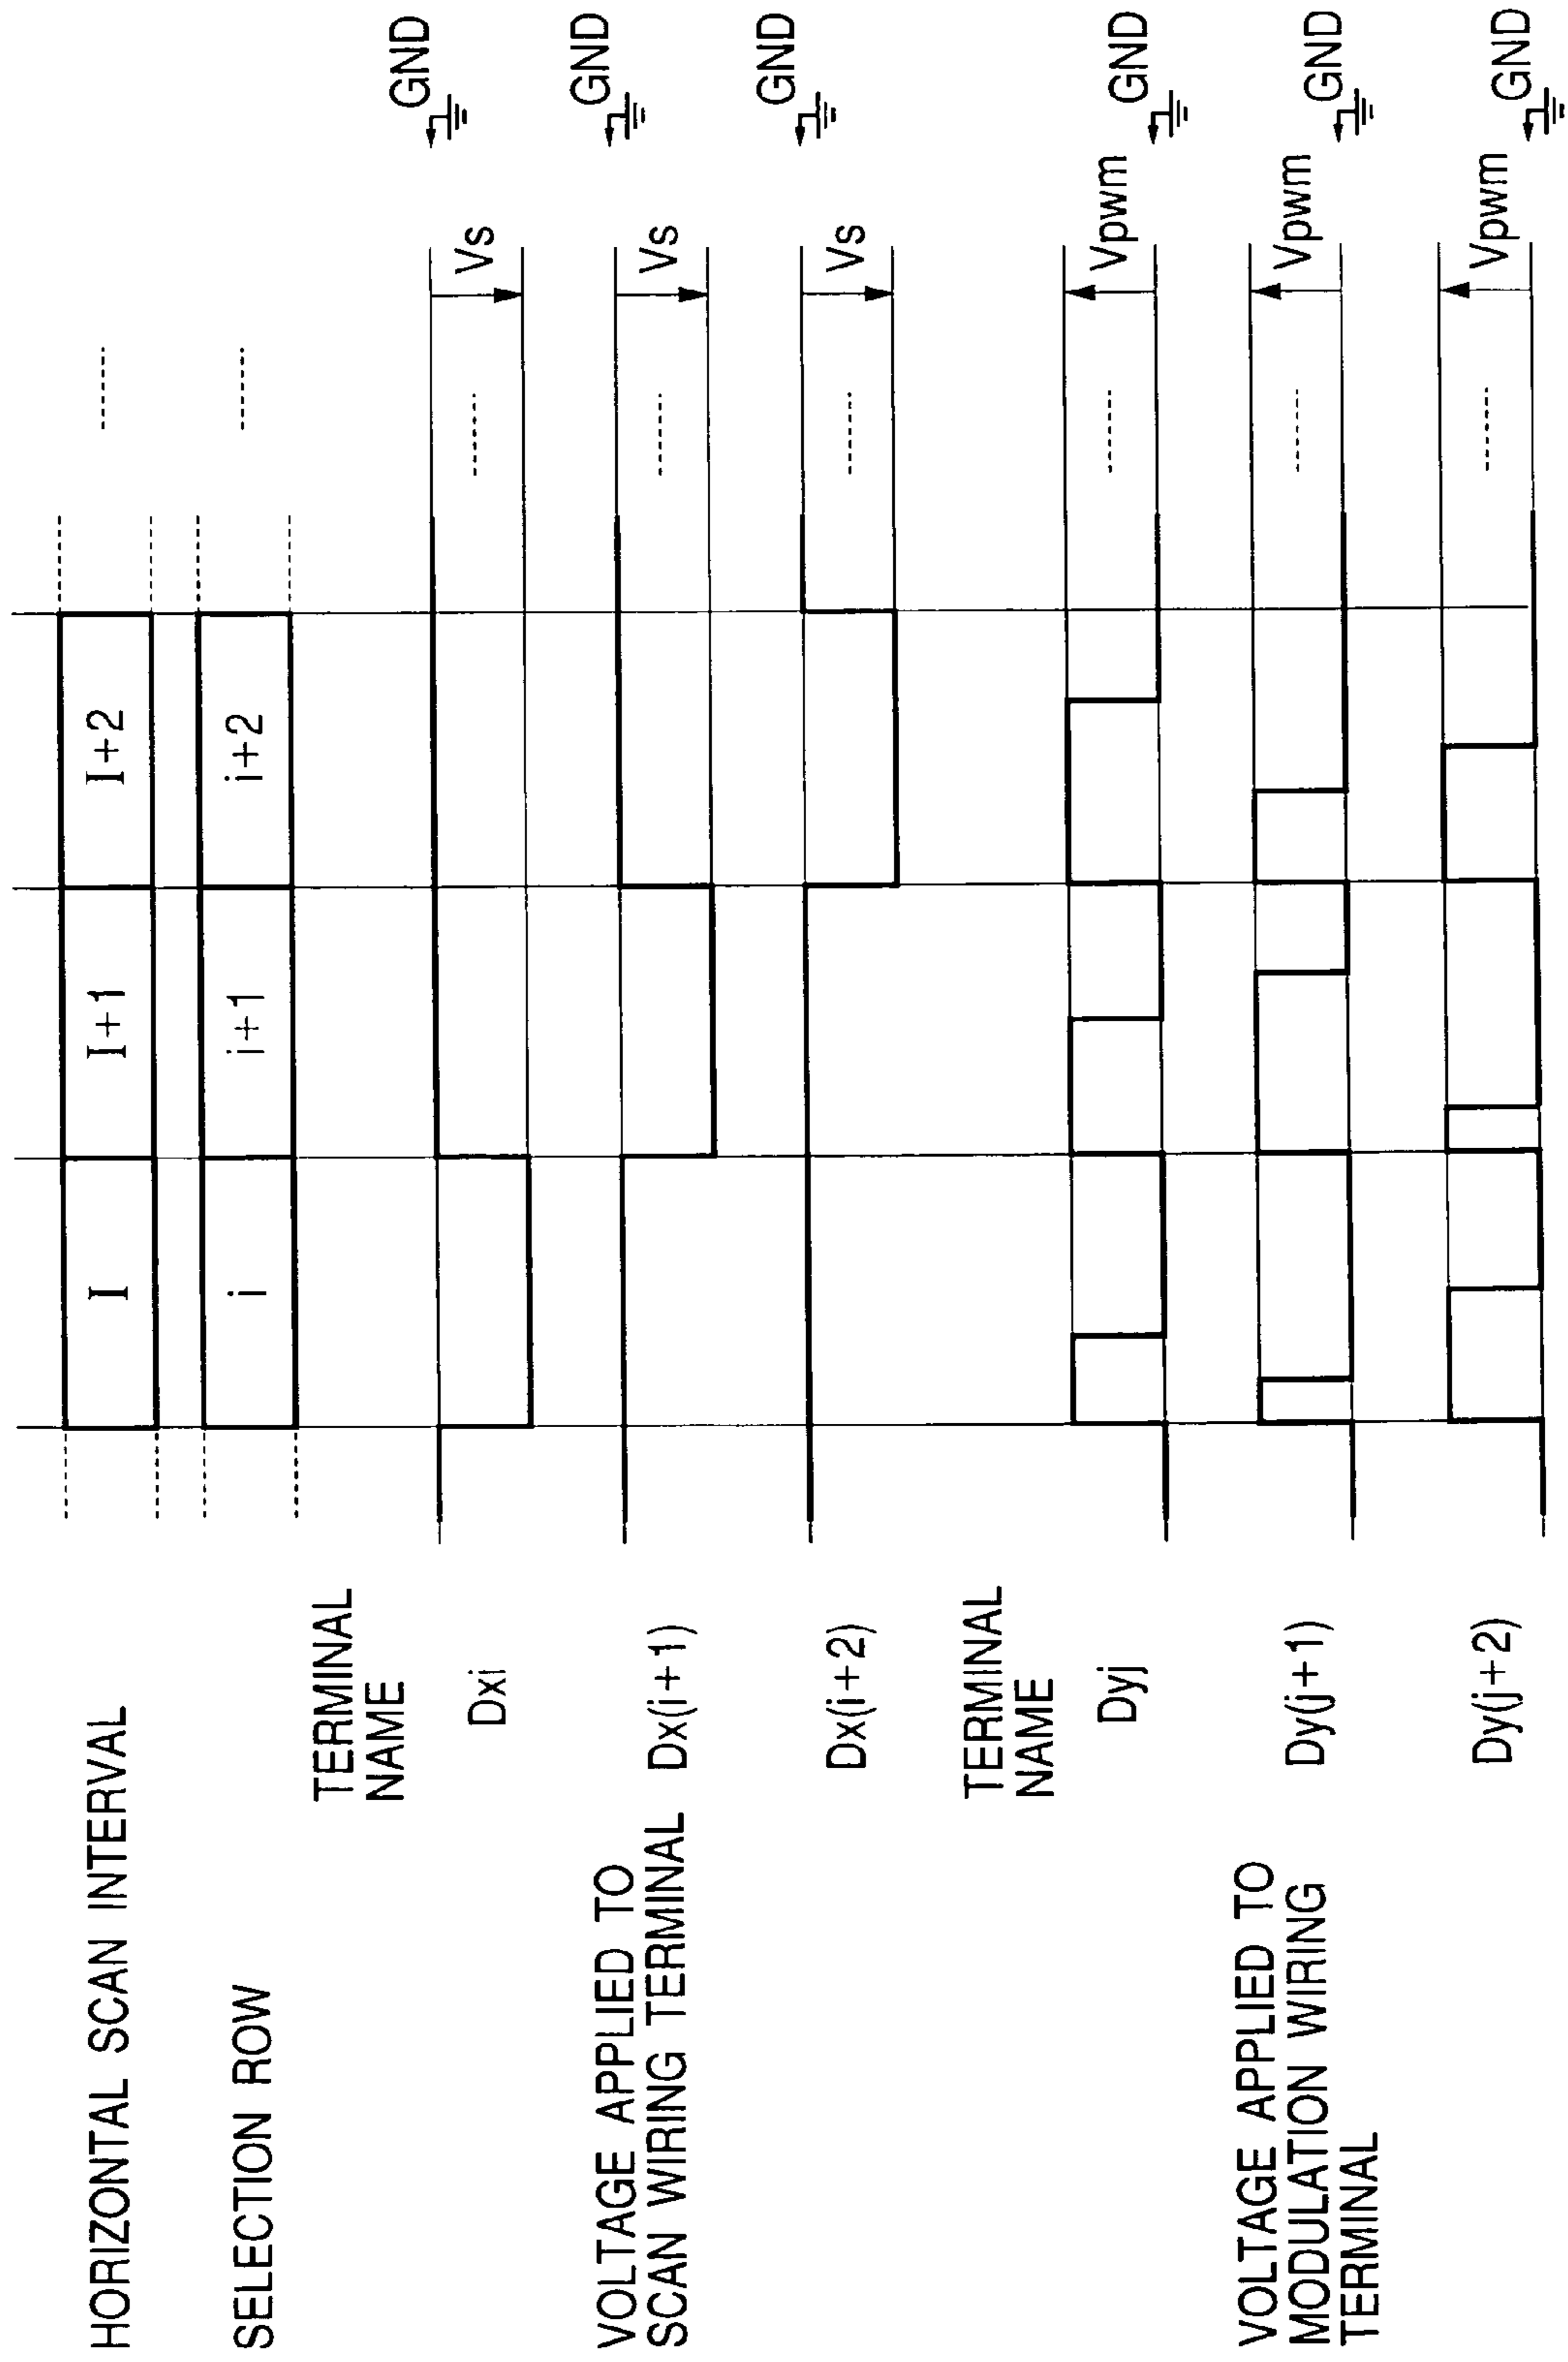 HORIZONTAL SCAN INTERVAL
I
I+1
I+2
SELECTION ROW
i
i+1
i+2
TERMINAL
NAME
VOLTAGE APPLIED TO
SCAN WIRING TERMINAL
Dxi
Vs
GND
Dx(i+1)
Vs
GND
Dx(i+2)
Vs
GND
TERMINAL
NAME
VOLTAGE APPLIED TO
MODULATION WIRING
TERMINAL
Dyj
Vpwm
GND
Dy(j+1)
Vpwm
GND
Dy(j+2)
Vpwm
GND